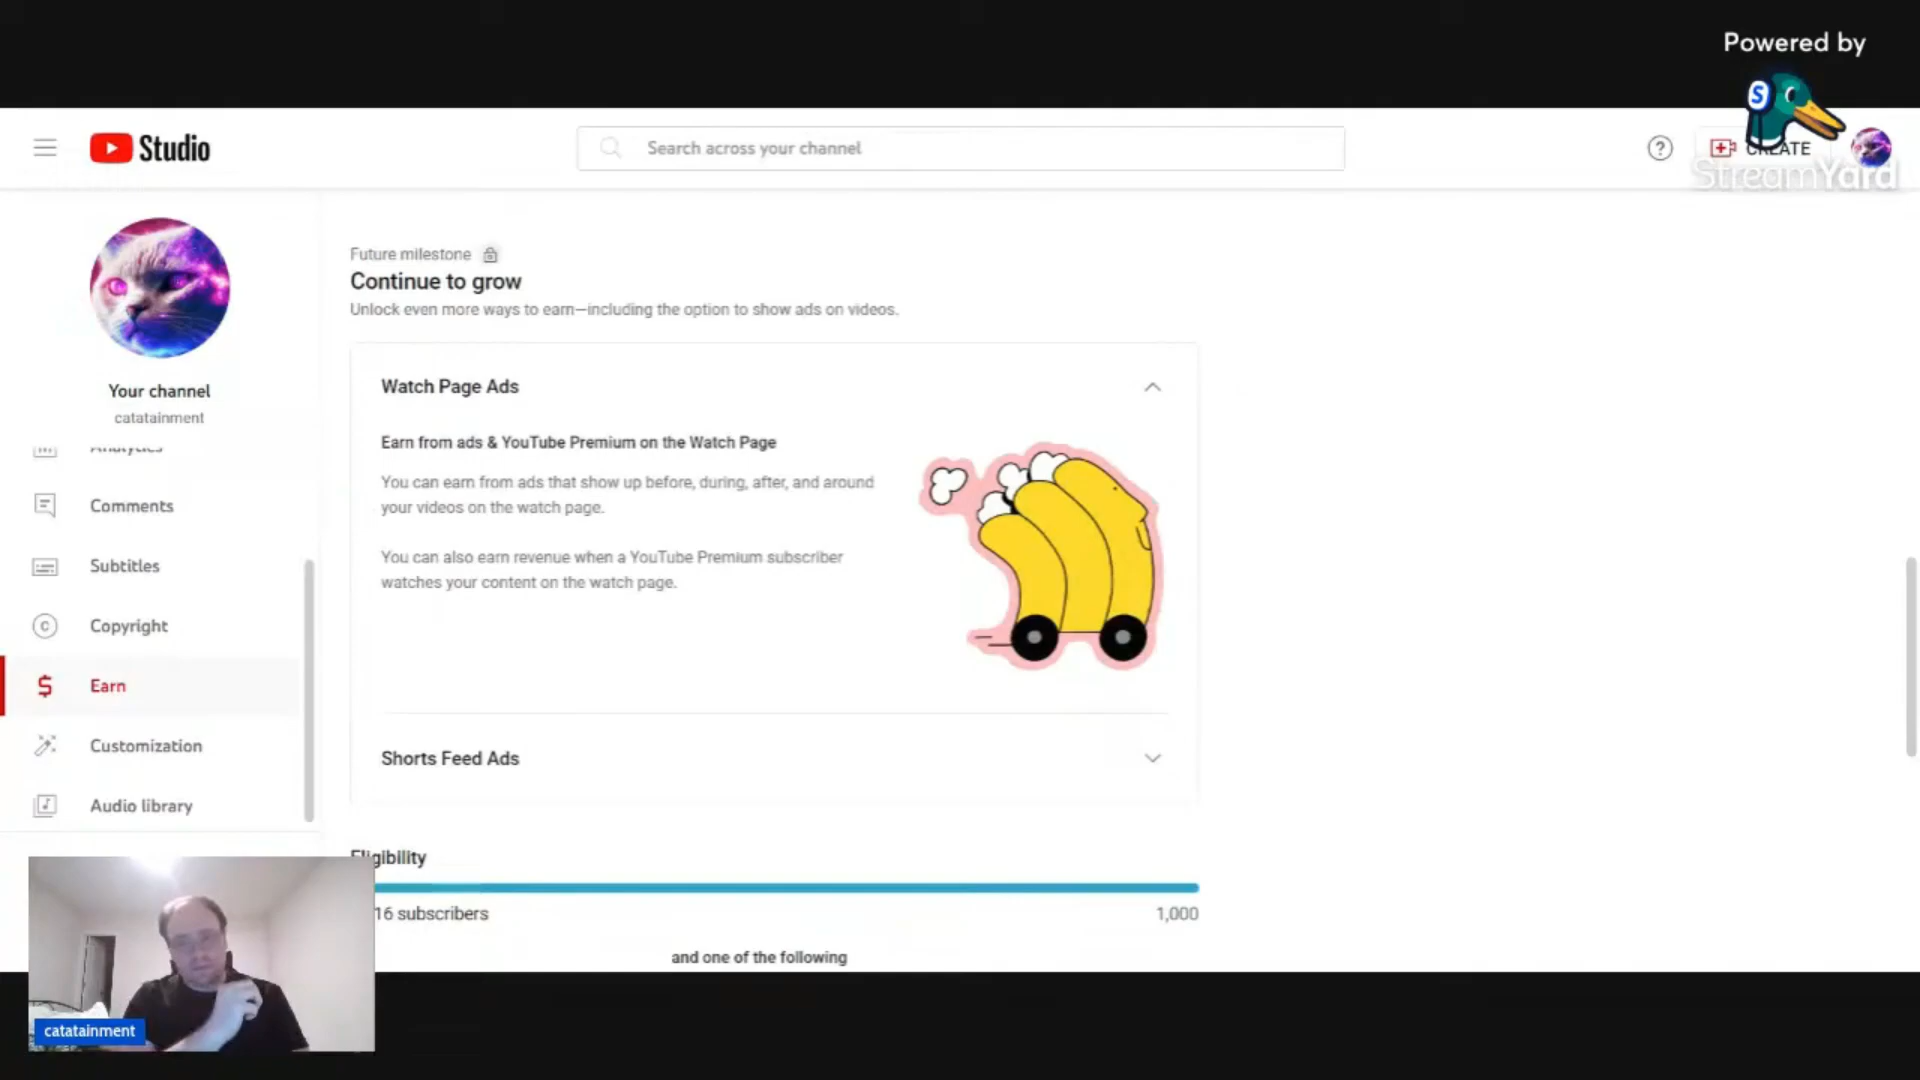 Powered by
StreamYard
Studio
Search across your channel
CREATE
Your channel
catatainment
Analytics
Comments
Subtitles
Copyright
Earn
Customization
Audio library
Future milestone
Continue to grow
Unlock even more ways to earn—including the option to show ads on videos.
Watch Page Ads
Earn from ads & YouTube Premium on the Watch Page
You can earn from ads that show up before, during, after, and around
your videos on the watch page.
You can also earn revenue when a YouTube Premium subscriber
watches your content on the watch page.
Shorts Feed Ads
Eligibility
16 subscribers
1,000
and one of the following
catatainment